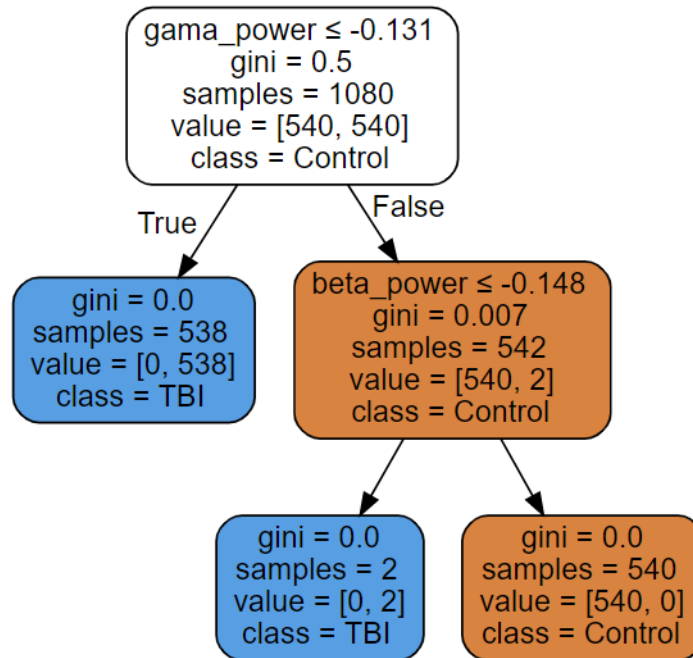 gama_power ≤ -0.131
gini = 0.5
samples = 1080
value = [540, 540]
class = Control
True
False
gini = 0.0
samples = 538
value = [0, 538]
class = TBI
beta_power ≤ -0.148
gini = 0.007
samples = 542
value = [540, 2]
class = Control
gini = 0.0
samples = 2
value = [0, 2]
class = TBI
gini = 0.0
samples = 540
value = [540, 0]
class = Control